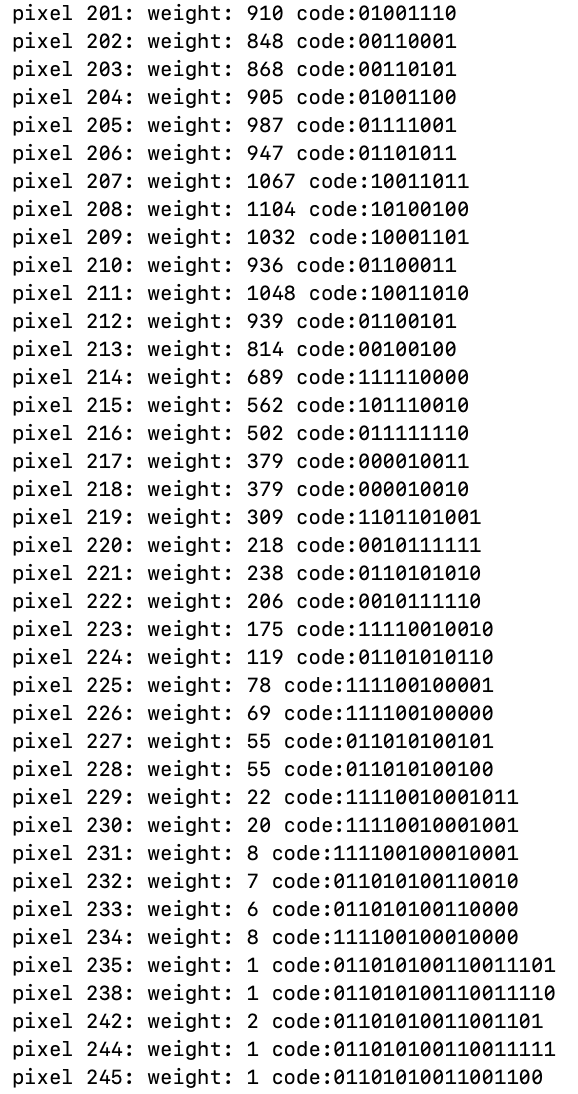 pixel 201: weight: 910 code:01001110
pixel 202: weight: 848 code:00110001
pixel 203: weight: 868 code:00110101
pixel 204: weight: 905 code:01001100
pixel 205: weight: 987 code:01111001
pixel 206: weight: 947 code:01101011
pixel 207: weight: 1067 code:10011011
pixel 208: weight: 1104 code:10100100
pixel 209: weight: 1032 code:10001101
pixel 210: weight: 936 code:01100011
pixel 211: weight: 1048 code:10011010
pixel 212: weight: 939 code:01100101
pixel 213: weight: 814 code:00100100
pixel 214: weight: 689 code:111110000
pixel 215: weight: 562 code:101110010
pixel 216: weight: 502 code:011111110
pixel 217: weight: 379 code:000010011
pixel 218: weight: 379 code:000010010
pixel 219: weight: 309 code:1101101001
pixel 220: weight: 218 code:0010111111
pixel 221: weight: 238 code:0110101010
pixel 222: weight: 206 code:0010111110
pixel 223: weight: 175 code:11110010010
pixel 224: weight: 119 code:01101010110
pixel 225: weight: 78 code:111100100001
pixel 226: weight: 69 code:111100100000
pixel 227: weight: 55 code:011010100101
pixel 228: weight: 55 code:011010100100
pixel 229: weight: 22 code:11110010001011
pixel 230: weight: 20 code:11110010001001
pixel 231: weight: 8 code:111100100010001
pixel 232: weight: 7 code:011010100110010
pixel 233: weight: 6 code:011010100110000
pixel 234: weight: 8 code:111100100010000
pixel 235: weight: 1 code:011010100110011101
pixel 238: weight: 1 code:011010100110011110
pixel 242: weight: 2 code:01101010011001101
pixel 244: weight: 1 code:011010100110011111
pixel 245: weight: 1 code:01101010011001100